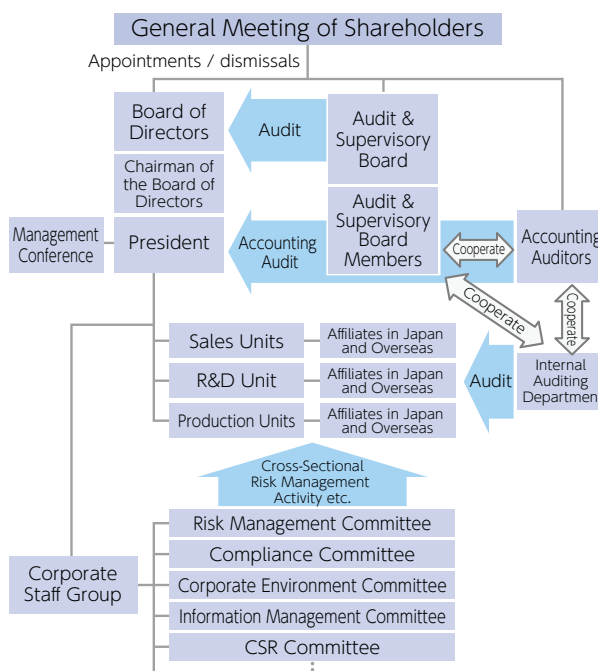 General Meeting of Shareholders
Appointments / dismissals
Board of
Directors
Audit
Audit &
Supervisory
Board
Chairman of
the Board of
Directors
Management
Conference
President
Accounting
Audit
Audit &
Supervisory
Board
Members
Cooperate
Accounting
Auditors
Cooperate
Cooperate
Sales Units
Affiliates in Japan
and Overseas
R&D Unit
Affiliates in Japan
and Overseas
Audit
Internal
Auditing
Department
Production Units
Affiliates in Japan
and Overseas
Cross-Sectional
Risk Management
Activity etc.
Corporate
Staff Group
Risk Management Committee
Compliance Committee
Corporate Environment Committee
Information Management Committee
CSR Committee